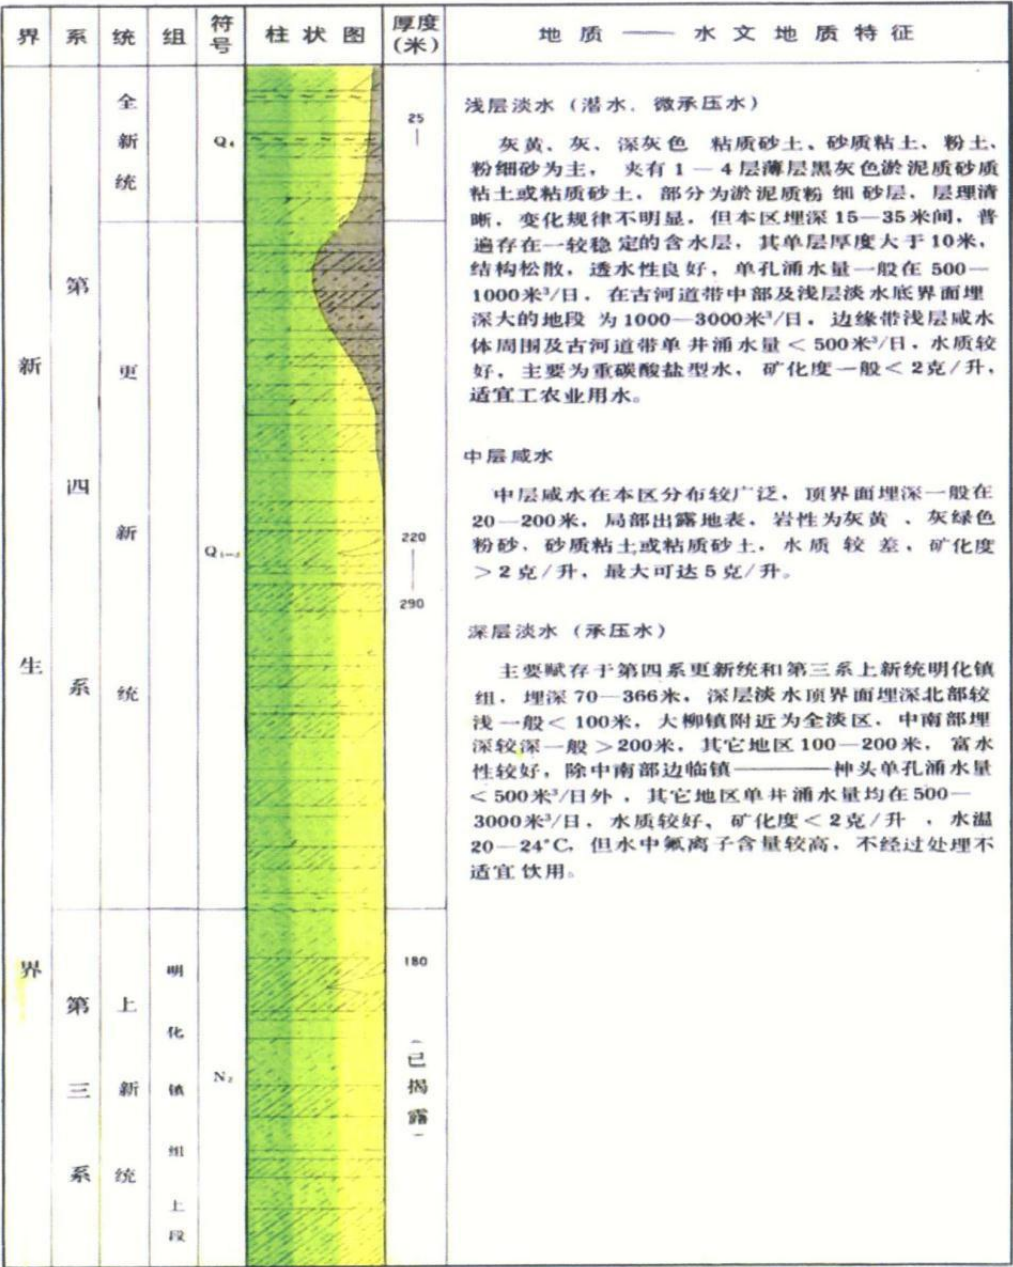 界 系 统 组 符号 柱状图 厚度(米) 地质——水文地质特征
新生界
第四系
全新统
Q₄
25
更新统
Q₁₋₃
220
290
第三系
上新统
明化镇组上段
N₂
180
(已揭露)
浅层淡水(潜水、微承压水)
灰黄、灰、深灰色 粘质砂土、砂质粘土、粉土、
粉细砂为主, 夹有1—4层薄层黑灰色淤泥质砂质
粘土或粘质砂土,部分为淤泥质粉细砂层,层理清
晰,变化规律不明显,但本区埋深15—35米间,普
遍存在一较稳定的含水层,其单层厚度大于10米,
结构松散,透水性良好,单孔涌水量一般在500—
1000米³/日,在古河道带中部及浅层淡水底界面埋
深大的地段 为1000—3000米³/日,边缘带浅层咸水
体周围及古河道带单井涌水量<500米³/日,水质较
好,主要为重碳酸盐型水,矿化度一般<2克/升,
适宜工农业用水。
中层咸水
中层咸水在本区分布较广泛,顶界面埋深一般在
20—200米,局部出露地表,岩性为灰黄、灰绿色
粉砂,砂质粘土或粘质砂土,水质较差,矿化度
>2克/升,最大可达5克/升。
深层淡水(承压水)
主要赋存于第四系更新统和第三系上新统明化镇
组,埋深70—366米,深层淡水顶界面埋深北部较
浅一般<100米,大柳镇附近为全淡区,中南部埋
深较深一般>200米,其它地区100—200米,富水
性较好,除中南部边临镇————神头单孔涌水量
<500米³/日外,其它地区单井涌水量均在500—
3000米³/日,水质较好,矿化度<2克/升,水温
20—24°C,但水中氟离子含量较高,不经过处理不
适宜饮用。